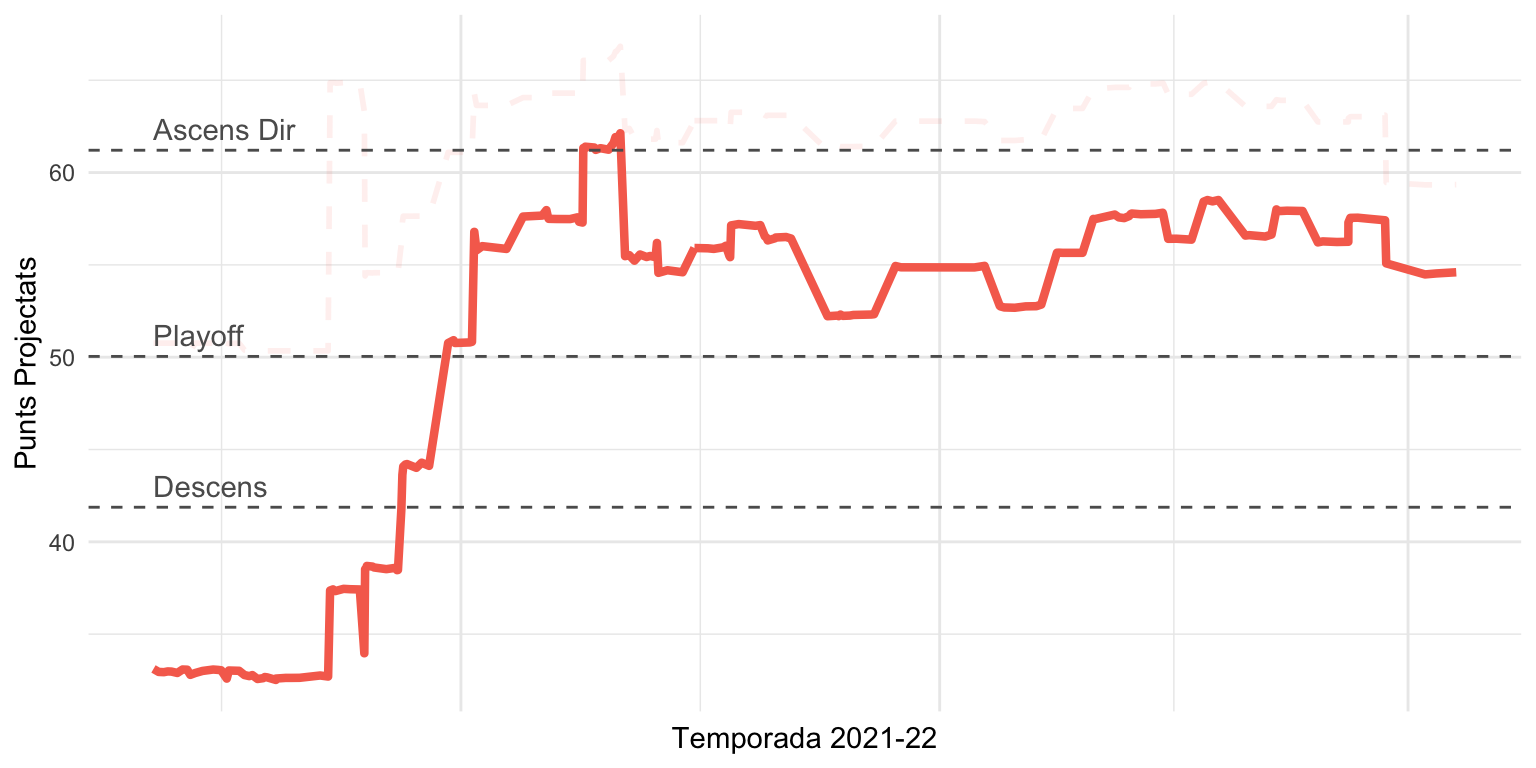 Ascens Dir
60
Playoff
50
Descens
40
Punts Projectats
Temporada 2021-22